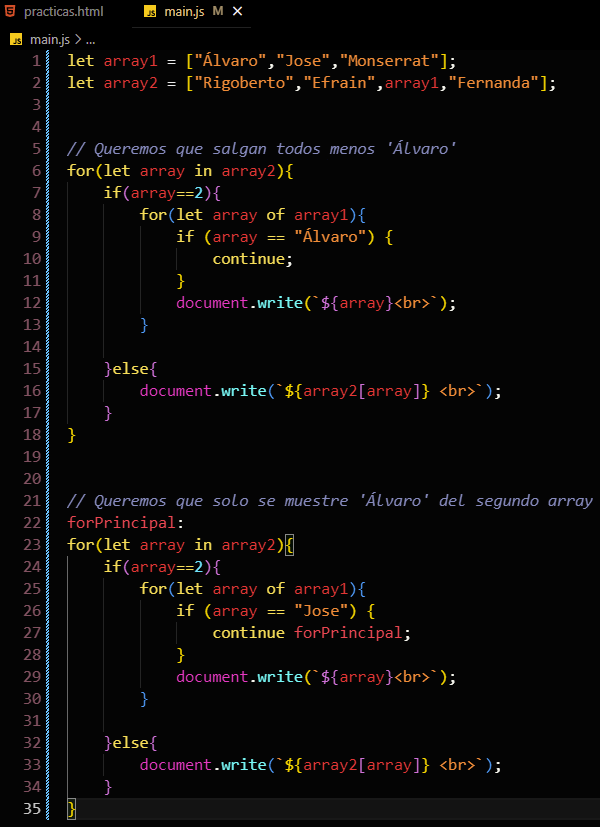 practicas.html
main.js M
main.js > ...
1 let array1 = ["Álvaro","Jose","Monserrat"];
2 let array2 = ["Rigoberto","Efrain",array1,"Fernanda"];
3
4
5 // Queremos que salgan todos menos 'Álvaro'
6 for(let array in array2){
7     if(array==2){
8         for(let array of array1){
9             if (array == "Álvaro") {
10                 continue;
11             }
12             document.write(`${array}<br>`);
13         }
14
15     }else{
16         document.write(`${array2[array]} <br>`);
17     }
18 }
19
20
21 // Queremos que solo se muestre 'Álvaro' del segundo array
22 forPrincipal:
23 for(let array in array2){
24     if(array==2){
25         for(let array of array1){
26             if (array == "Jose") {
27                 continue forPrincipal;
28             }
29             document.write(`${array}<br>`);
30         }
31
32     }else{
33         document.write(`${array2[array]} <br>`);
34     }
35 }